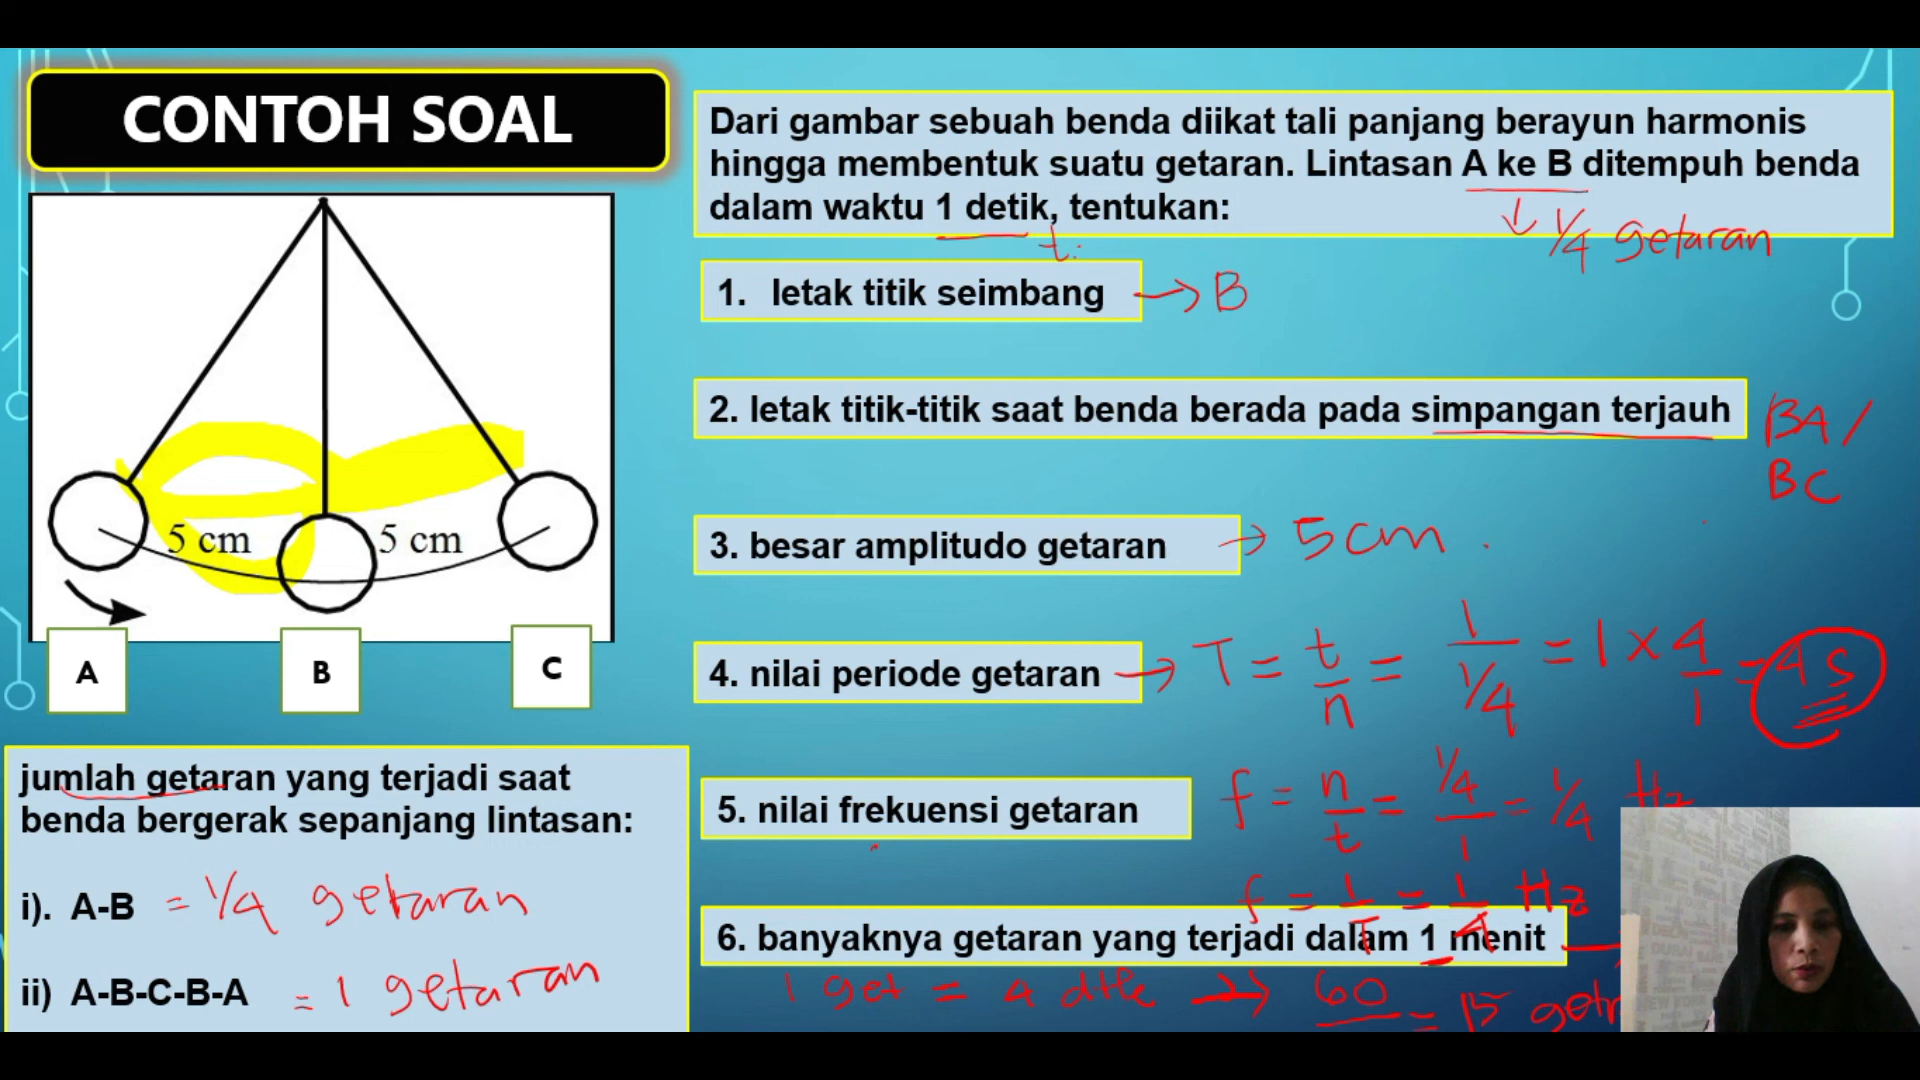 CONTOH SOAL
Dari gambar sebuah benda diikat tali panjang berayun harmonis
hingga membentuk suatu getaran. Lintasan A ke B ditempuh benda
dalam waktu 1 detik, tentukan:
t.
↓ 1/4 getaran
1. letak titik seimbang → B
2. letak titik-titik saat benda berada pada simpangan terjauh
BA /
BC
5 cm
5 cm
3. besar amplitudo getaran → 5 cm.
A
B
C
4. nilai periode getaran → T = t/n = 1/(1/4) = 1 x 4/1 = 4 s
jumlah getaran yang terjadi saat
benda bergerak sepanjang lintasan:
i). A-B = 1/4 getaran
ii) A-B-C-B-A = 1 getaran
5. nilai frekuensi getaran f = n/t = (1/4)/1 = 1/4 Hz
f = 1/T = 1/4 Hz
6. banyaknya getaran yang terjadi dalam 1 menit
1 get = 4 dtk → 60 = 15